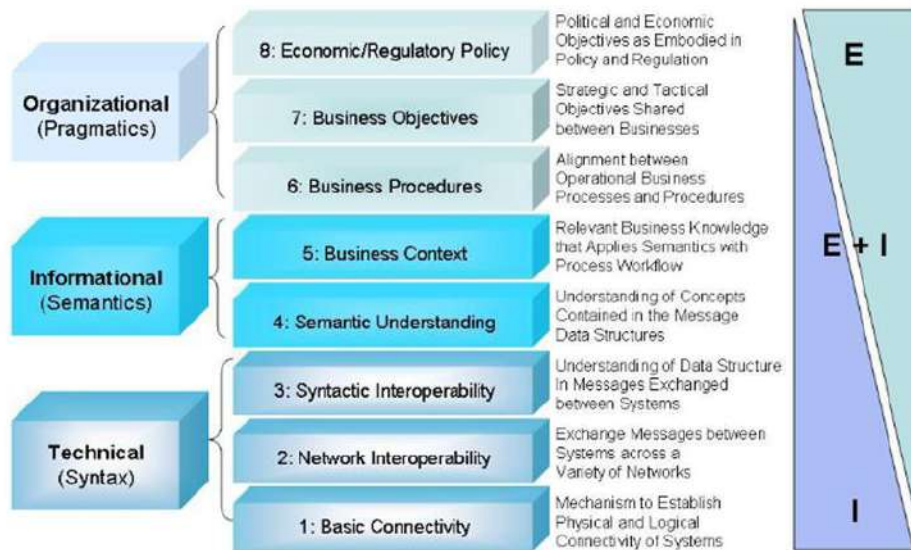 Organizational
(Pragmatics)
8: Economic/Regulatory Policy
Political and Economic
Objectives as Embodied in
Policy and Regulation
7: Business Objectives
Strategic and Tactical
Objectives Shared
between Businesses
6: Business Procedures
Alignment between
Operational Business
Processes and Procedures
Informational
(Semantics)
5: Business Context
Relevant Business Knowledge
that Applies Semantics with
Process Workflow
4: Semantic Understanding
Understanding of Concepts
Contained in the Message
Data Structures
Technical
(Syntax)
3: Syntactic Interoperability
Understanding of Data Structure
In Messages Exchanged
between Systems
2: Network Interoperability
Exchange Messages between
Systems across a
Variety of Networks
1: Basic Connectivity
Mechanism to Establish
Physical and Logical
Connectivity of Systems
E
E + I
I